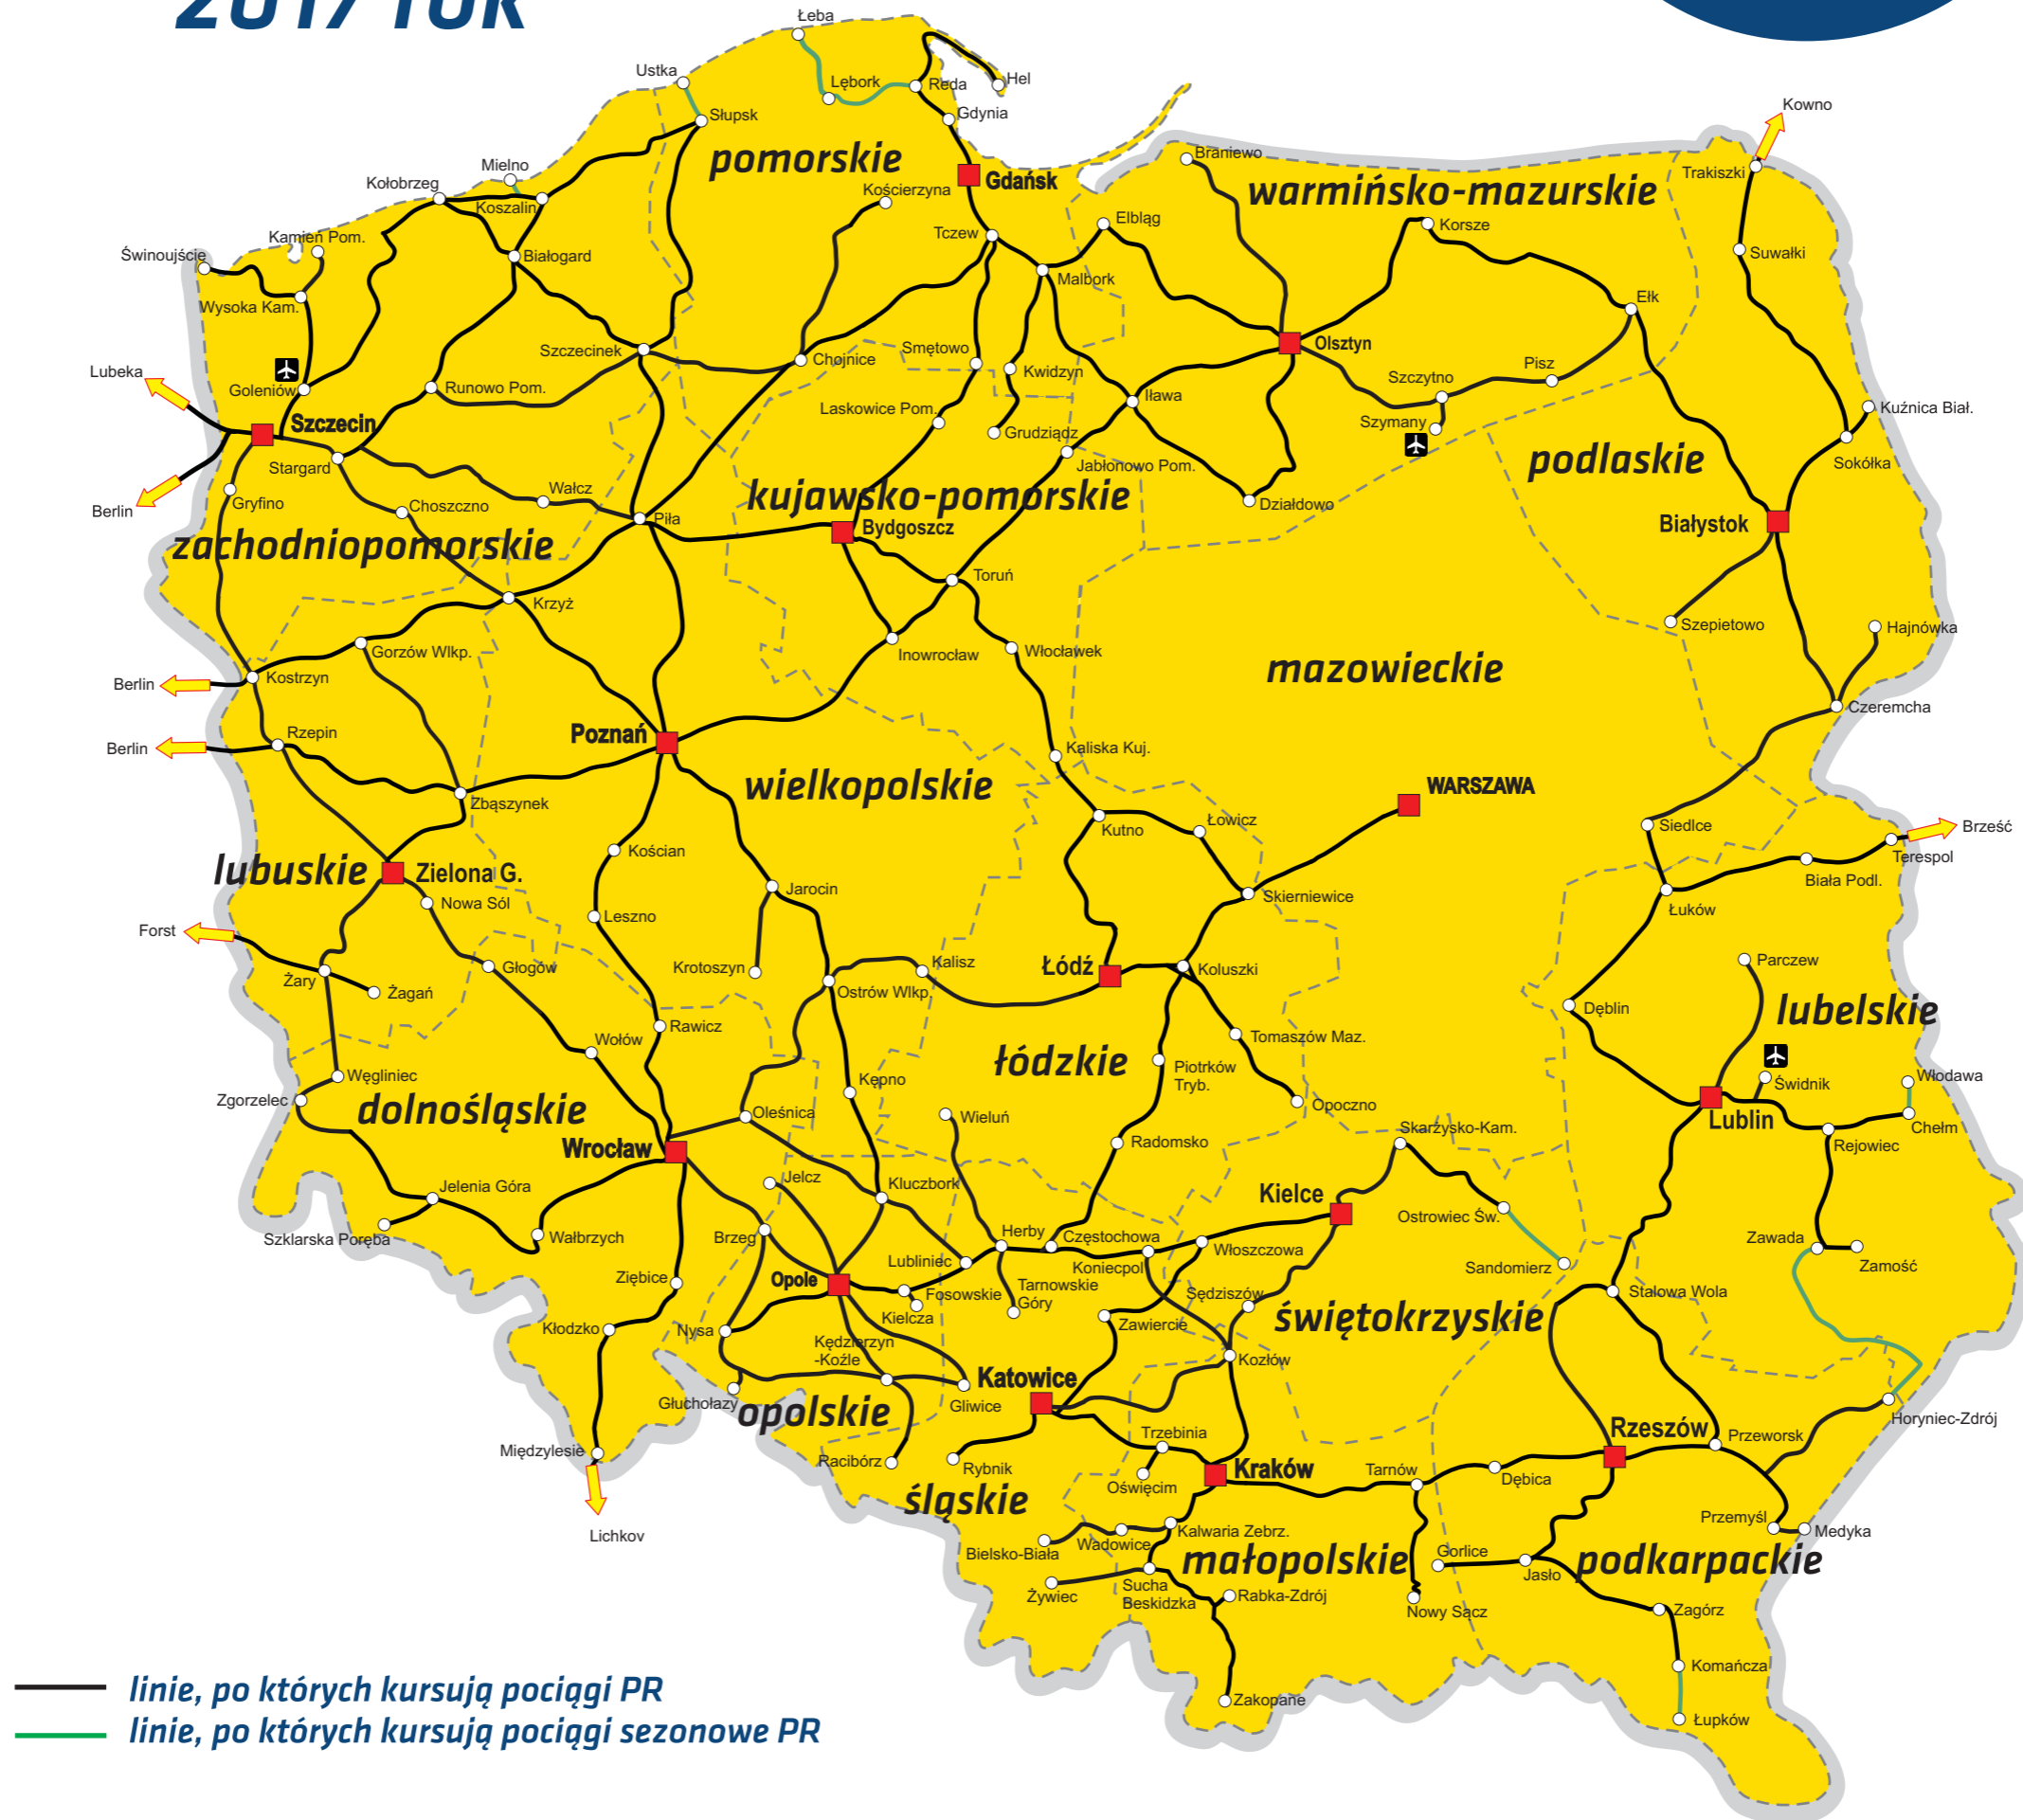 2017 rok
Łeba
Ustka
Lębork
Reda
Hel
Słupsk
Gdynia
Kowno
pomorskie
Mielno
Braniewo
Trakiszki
Kołobrzeg
Gdańsk
warmińsko-mazurskie
Kościerzyna
Koszalin
Elbląg
Korsze
Tczew
Kamień Pom.
Świnoujście
Białogard
Suwałki
Malbork
Wysoka Kam.
Ełk
Szczecinek
Chojnice
Smętowo
Olsztyn
Lubeka
Kwidzyn
Pisz
Szczytno
Goleniów
Runowo Pom.
Iława
Laskowice Pom.
Kuźnica Biał.
Szczecin
Szymany
Grudziądz
Stargard
Jabłonowo Pom.
podlaskie
Sokółka
Wałcz
kujawsko-pomorskie
Berlin
Gryfino
Choszczno
Działdowo
Piła
Bydgoszcz
Białystok
zachodniopomorskie
Toruń
Krzyż
Szepietowo
Hajnówka
Gorzów Wlkp.
Inowrocław
Włocławek
mazowieckie
Kostrzyn
Berlin
Czeremcha
Rzepin
Poznań
Berlin
Kaliska Kuj.
wielkopolskie
WARSZAWA
Zbąszynek
Kutno
Łowicz
Siedlce
Brześć
Terespol
Kościan
lubuskie
Zielona G.
Jarocin
Biała Podl.
Nowa Sól
Skierniewice
Łuków
Leszno
Forst
Krotoszyn
Kalisz
Łódź
Koluszki
Parczew
Głogów
Żary
Żagań
Ostrów Wlkp.
Dęblin
lubelskie
Rawicz
Wołów
Tomaszów Maz.
łódzkie
Piotrków
Tryb.
Węgliniec
Kępno
Świdnik
Włodawa
Zgorzelec
dolnośląskie
Oleśnica
Wieluń
Opoczno
Lublin
Chełm
Skarżysko-Kam.
Wrocław
Radomsko
Rejowiec
Jelcz
Jelenia Góra
Kluczbork
Kielce
Ostrowiec Św.
Szklarska Poręba
Wałbrzych
Brzeg
Herby
Częstochowa
Włoszczowa
Zawada
Lubliniec
Koniecpol
Sandomierz
Zamość
Ziębice
Opole
Fosowskie
Tarnowskie
Góry
Sędziszów
Stalowa Wola
Kielcza
świętokrzyskie
Kłodzko
Nysa
Zawiercie
Kędzierzyn
-Koźle
Kozłów
Katowice
Głuchołazy
opolskie
Gliwice
Horyniec-Zdrój
Rzeszów
Przeworsk
Trzebinia
Międzylesie
Racibórz
Rybnik
Kraków
Tarnów
Dębica
Oświęcim
śląskie
Przemyśl
Medyka
Lichkov
Kalwaria Zebrz.
Wadowice
Bielsko-Biała
małopolskie
Gorlice
podkarpackie
Jasło
Żywiec
Sucha
Beskidzka
Rabka-Zdrój
Nowy Sącz
Zagórz
Komańcza
linie, po których kursują pociągi PR
Zakopane
Łupków
linie, po których kursują pociągi sezonowe PR